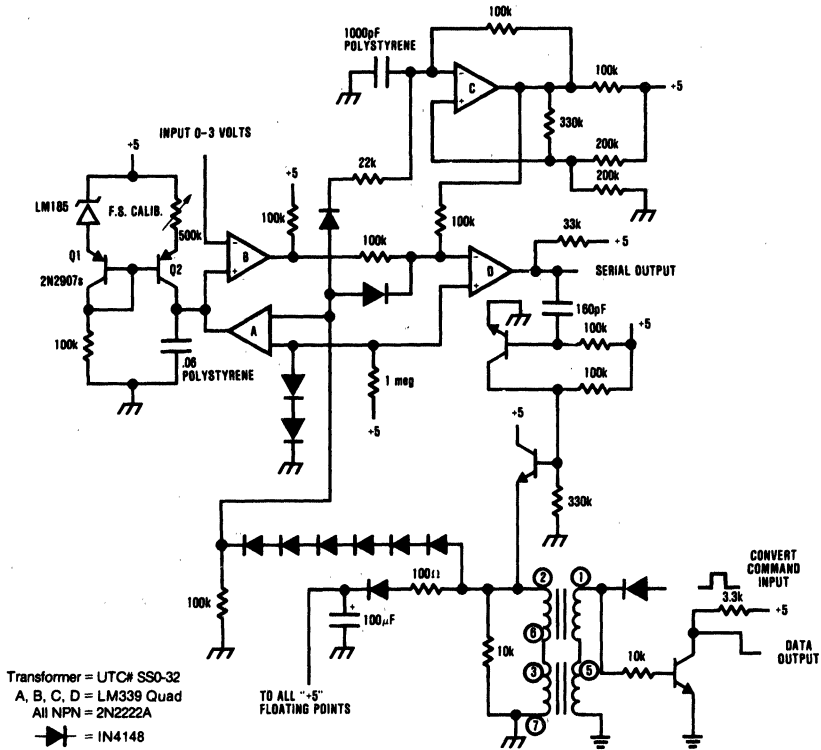 1000pF
POLYSTYRENE
100k
C
100k
+5
330k
200k
200k
INPUT 0-3 VOLTS
+5
+5
22k
LM185
F.S. CALIB.
500k
100k
100k
33k
+5
Q1
Q2
B
100k
D
SERIAL OUTPUT
2N2907s
160pF
+5
A
100k
100k
.06
POLYSTYRENE
1 meg
100k
+5
+5
330k
CONVERT
COMMAND
INPUT
100Ω
2
1
3.3k
+5
100k
+
100µF
10k
6
DATA
OUTPUT
3
5
10k
7
TO ALL "+5"
FLOATING POINTS
Transformer = UTC# SS0-32
A, B, C, D = LM339 Quad
All NPN = 2N2222A
= IN4148